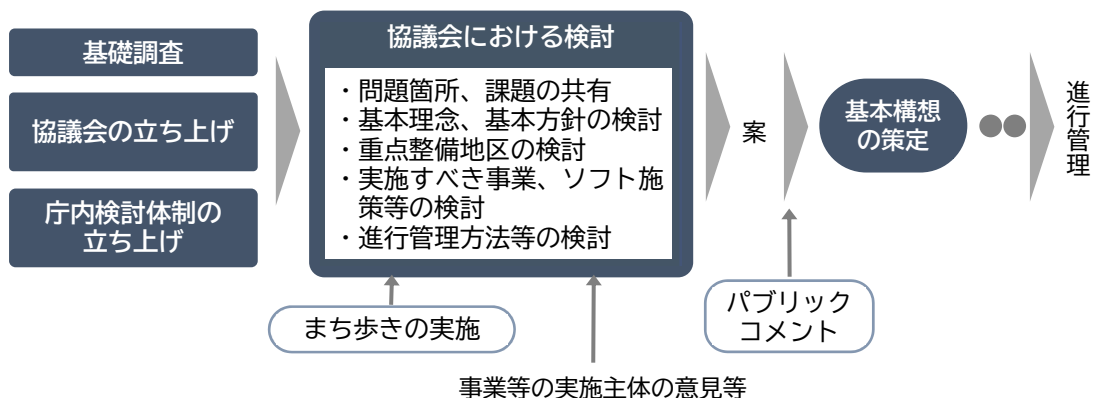 基礎調査
協議会の立ち上げ
庁内検討体制の
立ち上げ
協議会における検討
・問題箇所、課題の共有
・基本理念、基本方針の検討
・重点整備地区の検討
・実施すべき事業、ソフト施
策等の検討
・進行管理方法等の検討
まち歩きの実施
事業等の実施主体の意見等
案
パブリック
コメント
基本構想
の策定
進行管理